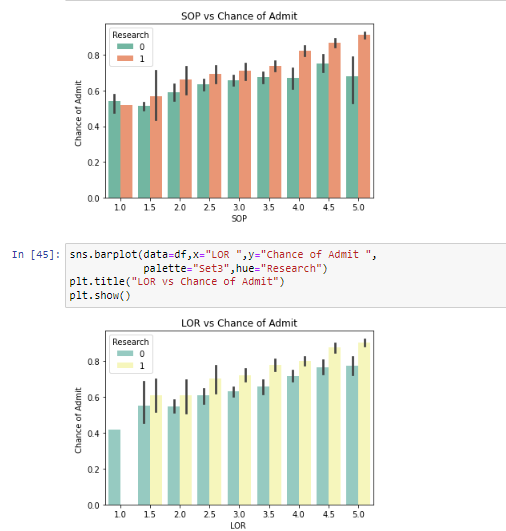 SOP vs Chance of Admit
Research
0
1
Chance of Admit
0.8
0.6
0.4
0.2
0.0
1.0 1.5 2.0 2.5 3.0 3.5 4.0 4.5 5.0
SOP
In [45]: sns.barplot(data=df,x="LOR ",y="Chance of Admit ",
palette="Set3",hue="Research")
plt.title("LOR vs Chance of Admit")
plt.show()
LOR vs Chance of Admit
Research
0
1
Chance of Admit
0.8
0.6
0.4
0.2
0.0
1.0 1.5 2.0 2.5 3.0 3.5 4.0 4.5 5.0
LOR